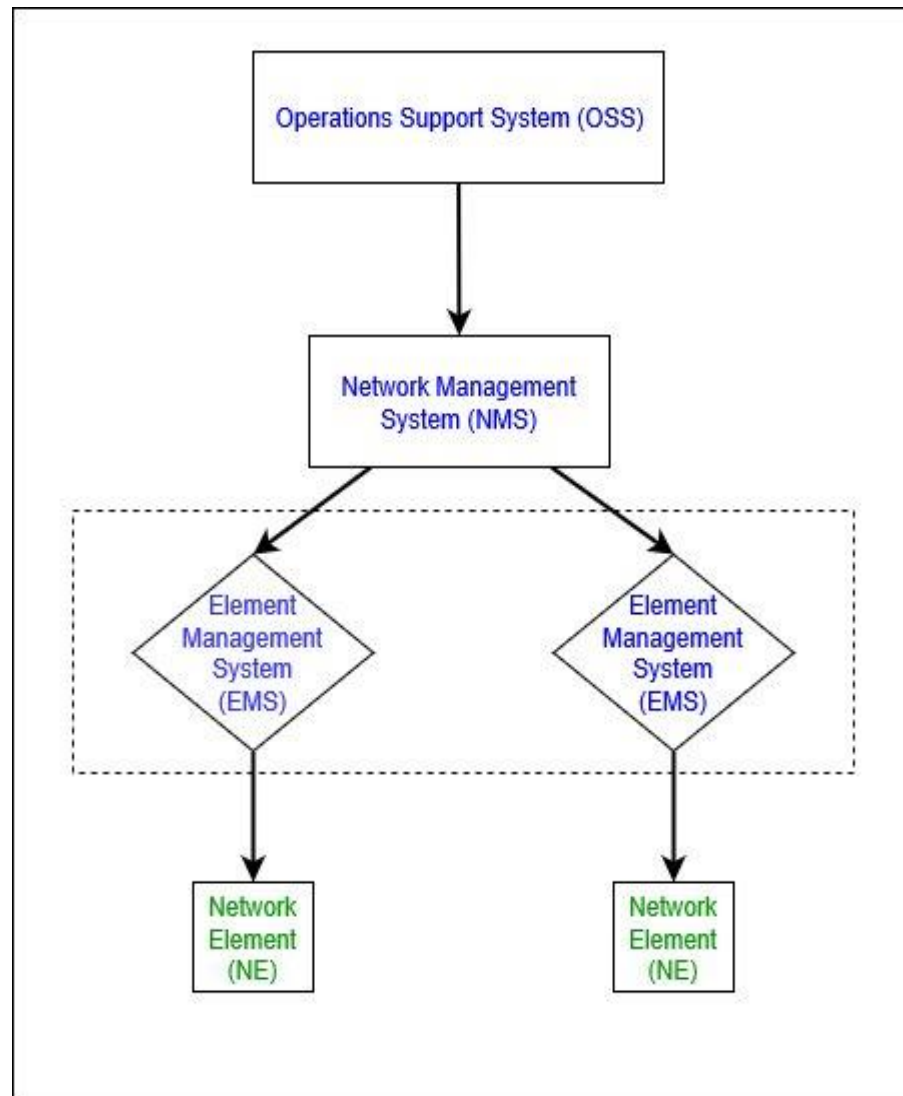 Operations Support System (OSS)
Network Management
System (NMS)
Element
Management
System
(EMS)
Element
Management
System
(EMS)
Network
Element
(NE)
Network
Element
(NE)